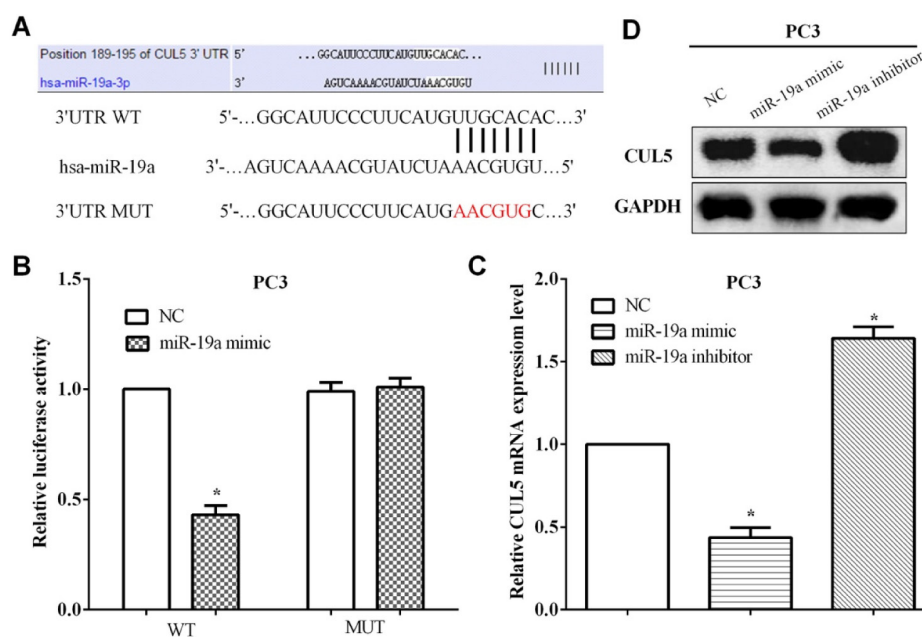 A
Position 189-195 of CUL5 3' UTR 5' ...GGCAUUCCCUUCAUGUUGCACAC...
hsa-miR-19a-3p 3' AGUCAAAACGUAUCUAAACGUGU
3'UTR WT 5'-...GGCAUUCCCUUCAUGUUGCACAC...3'
hsa-miR-19a 3'-...AGUCAAAACGUAUCUAAACGUGU...5'
3'UTR MUT 5'-...GGCAUUCCCUUCAUGAACGUGC...3'
D
PC3
NC miR-19a mimic miR-19a inhibitor
CUL5
GAPDH
B
PC3
NC
miR-19a mimic
Relative luciferase activity
1.5
1.0
0.5
0.0
*
WT MUT
C
PC3
NC
miR-19a mimic
miR-19a inhibitor
Relative CUL5 mRNA expressiom level
2.0
1.5
1.0
0.5
0.0
*
*